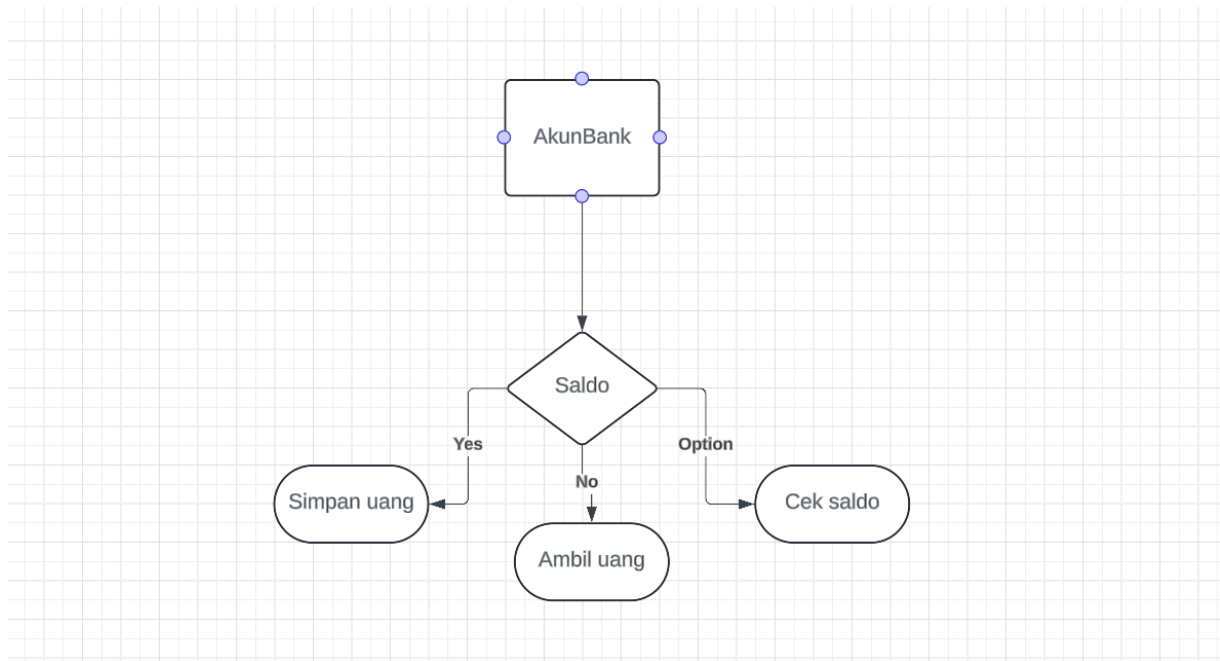 AkunBank
Saldo
Yes
No
Option
Simpan uang
Ambil uang
Cek saldo